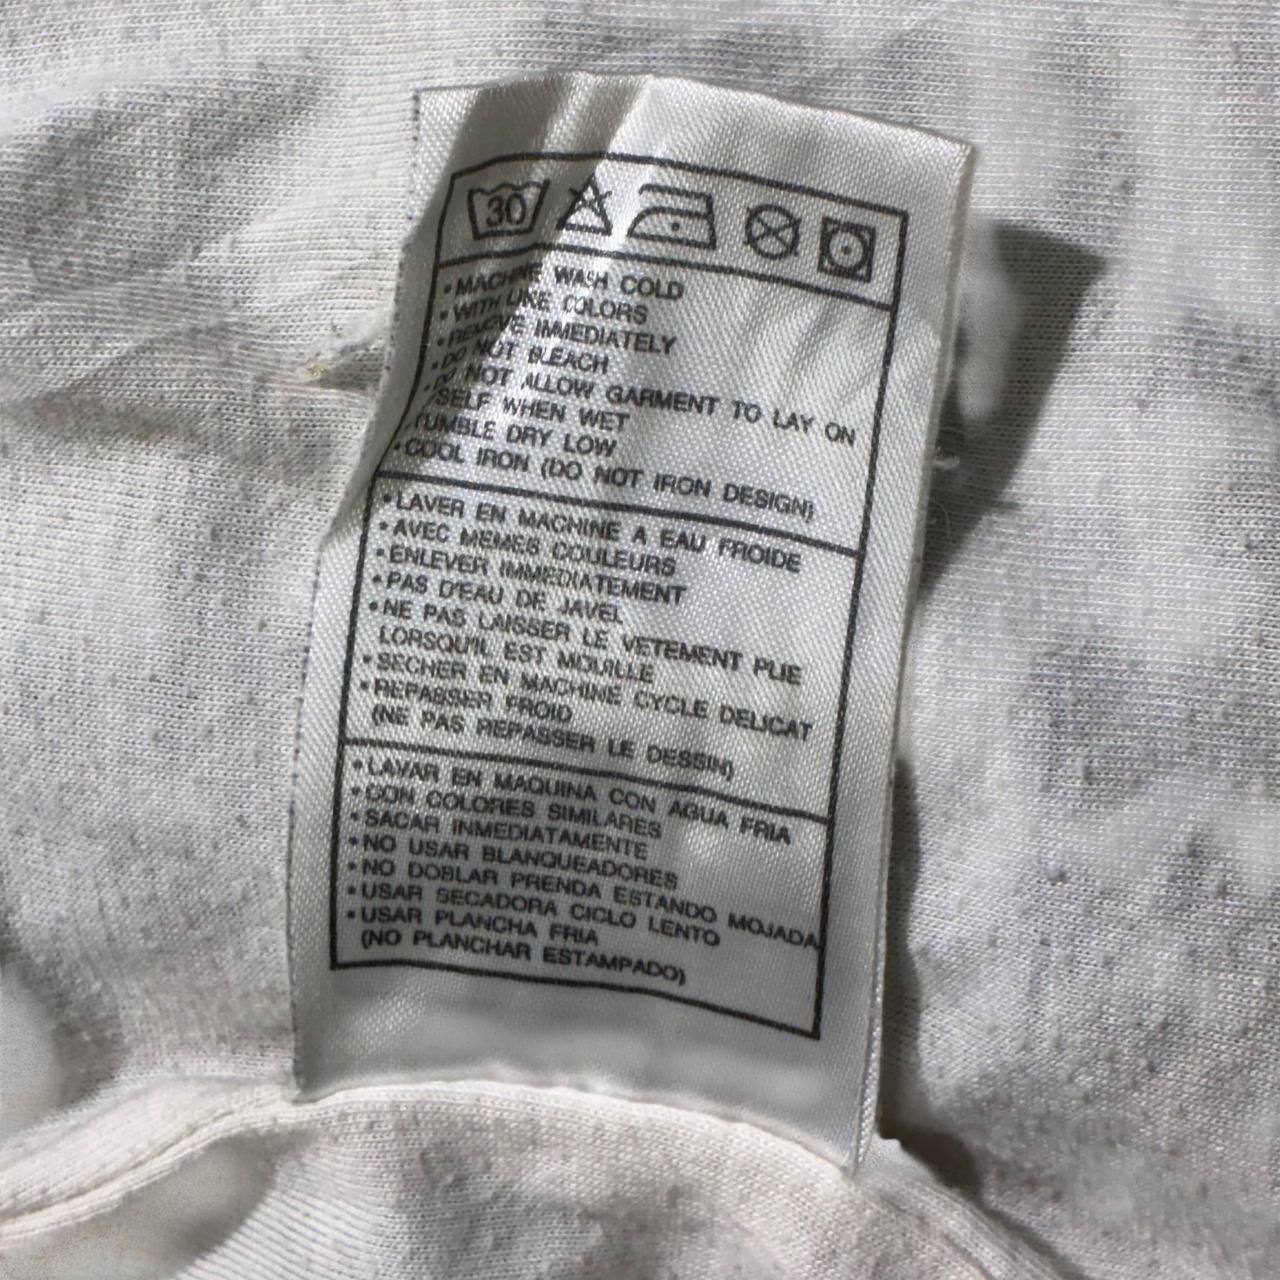 30
• MACHINE WASH COLD
• WITH LIKE COLORS
• REMOVE IMMEDIATELY
• DO NOT BLEACH
• DO NOT ALLOW GARMENT TO LAY ON
SELF WHEN WET
• TUMBLE DRY LOW
• COOL IRON (DO NOT IRON DESIGN)
• LAVER EN MACHINE A EAU FROIDE
• AVEC MEMES COULEURS
• ENLEVER IMMEDIATEMENT
• PAS D'EAU DE JAVEL
• NE PAS LAISSER LE VETEMENT PLIE
LORSQU'IL EST MOUILLE
• SECHER EN MACHINE CYCLE DELICAT
• REPASSER FROID
(NE PAS REPASSER LE DESSIN)
• LAVAR EN MAQUINA CON AGUA FRIA
• CON COLORES SIMILARES
• SACAR INMEDIATAMENTE
• NO USAR BLANQUEADORES
• NO DOBLAR PRENDA ESTANDO MOJADA
• USAR SECADORA CICLO LENTO
• USAR PLANCHA FRIA
(NO PLANCHAR ESTAMPADO)